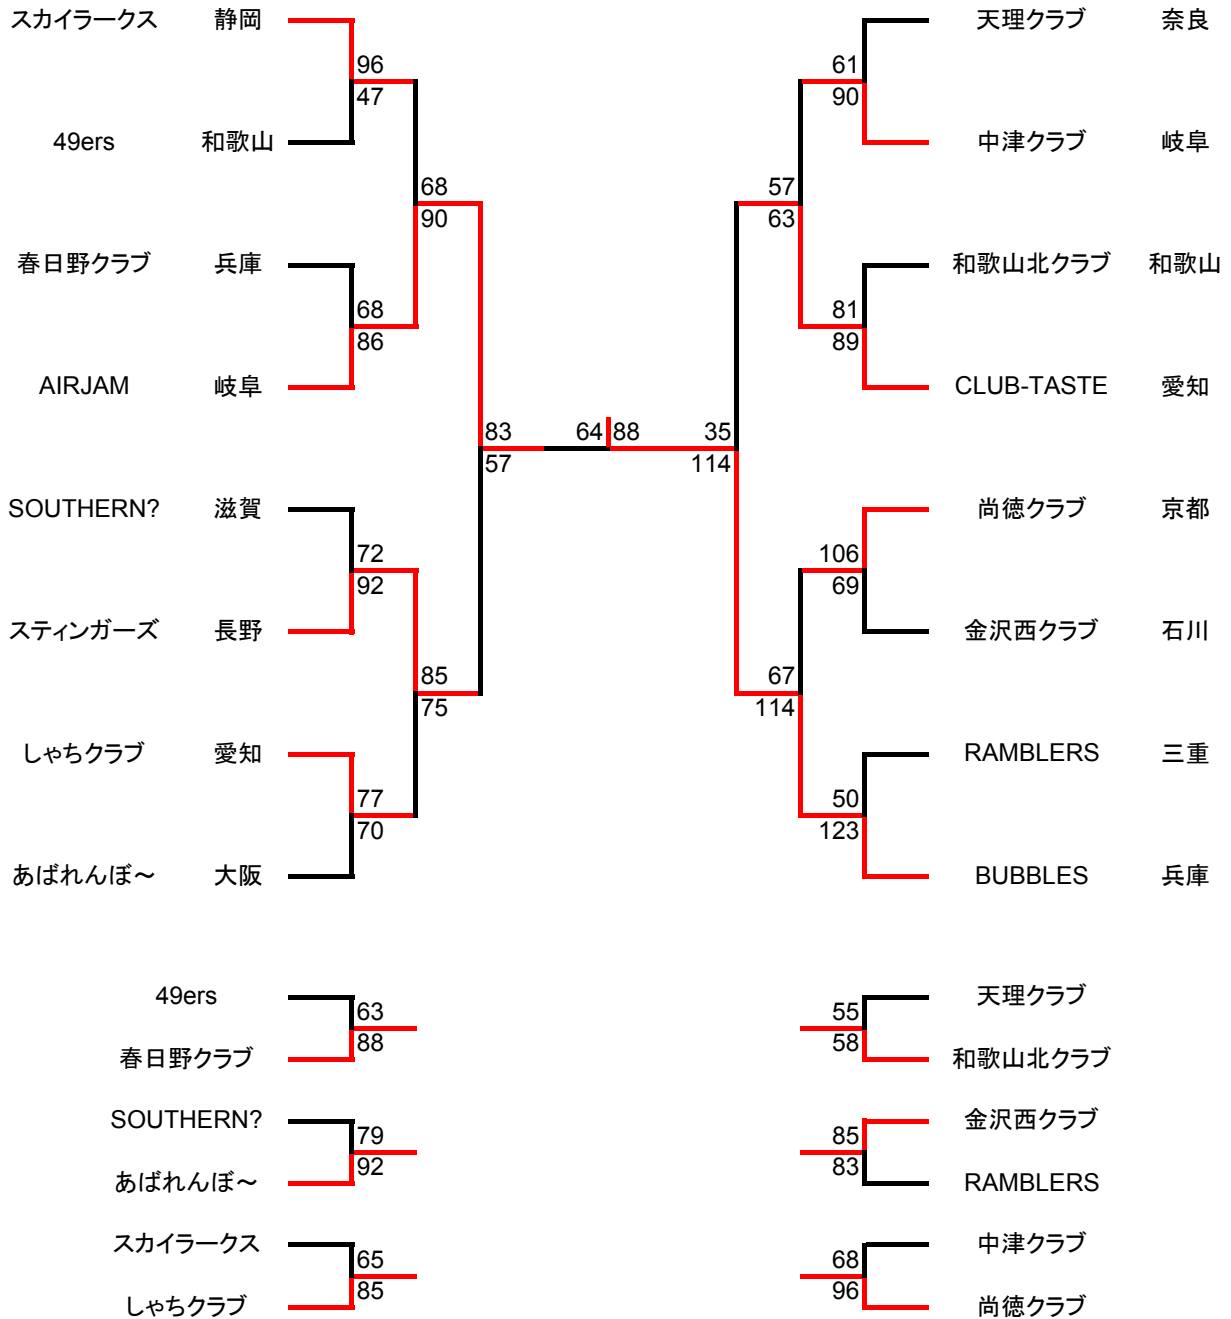 スカイラークス 静岡 天理クラブ 奈良
96 61
47 90
49ers 和歌山 中津クラブ 岐阜
68 57
90 63
春日野クラブ 兵庫 和歌山北クラブ 和歌山
68 81
86 89
AIRJAM 岐阜 CLUB-TASTE 愛知
83 64 88 35
57 114
SOUTHERN? 滋賀 尚徳クラブ 京都
72 106
92 69
スティンガーズ 長野 金沢西クラブ 石川
85 67
75 114
しゃちクラブ 愛知 RAMBLERS 三重
77 50
70 123
あばれんぼ～ 大阪 BUBBLES 兵庫
49ers 天理クラブ
63 55
88 58
春日野クラブ 和歌山北クラブ
SOUTHERN? 金沢西クラブ
79 85
92 83
あばれんぼ～ RAMBLERS
スカイラークス 中津クラブ
65 68
85 96
しゃちクラブ 尚徳クラブ